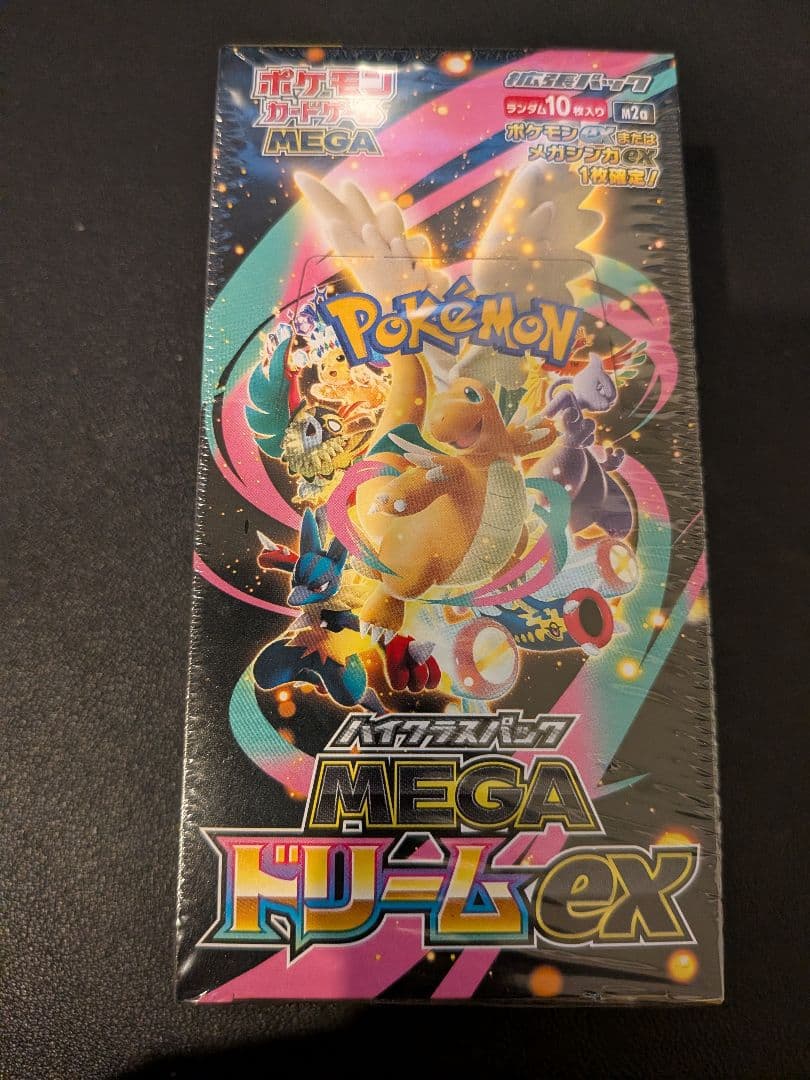 ポケモン
カードゲーム
MEGA
拡張パック
ランダム10枚入り
M2a
ポケモンexまたは
メガシンカex
1枚確定！
POKÉMON
ハイクラスパック
MEGA
ドリームex